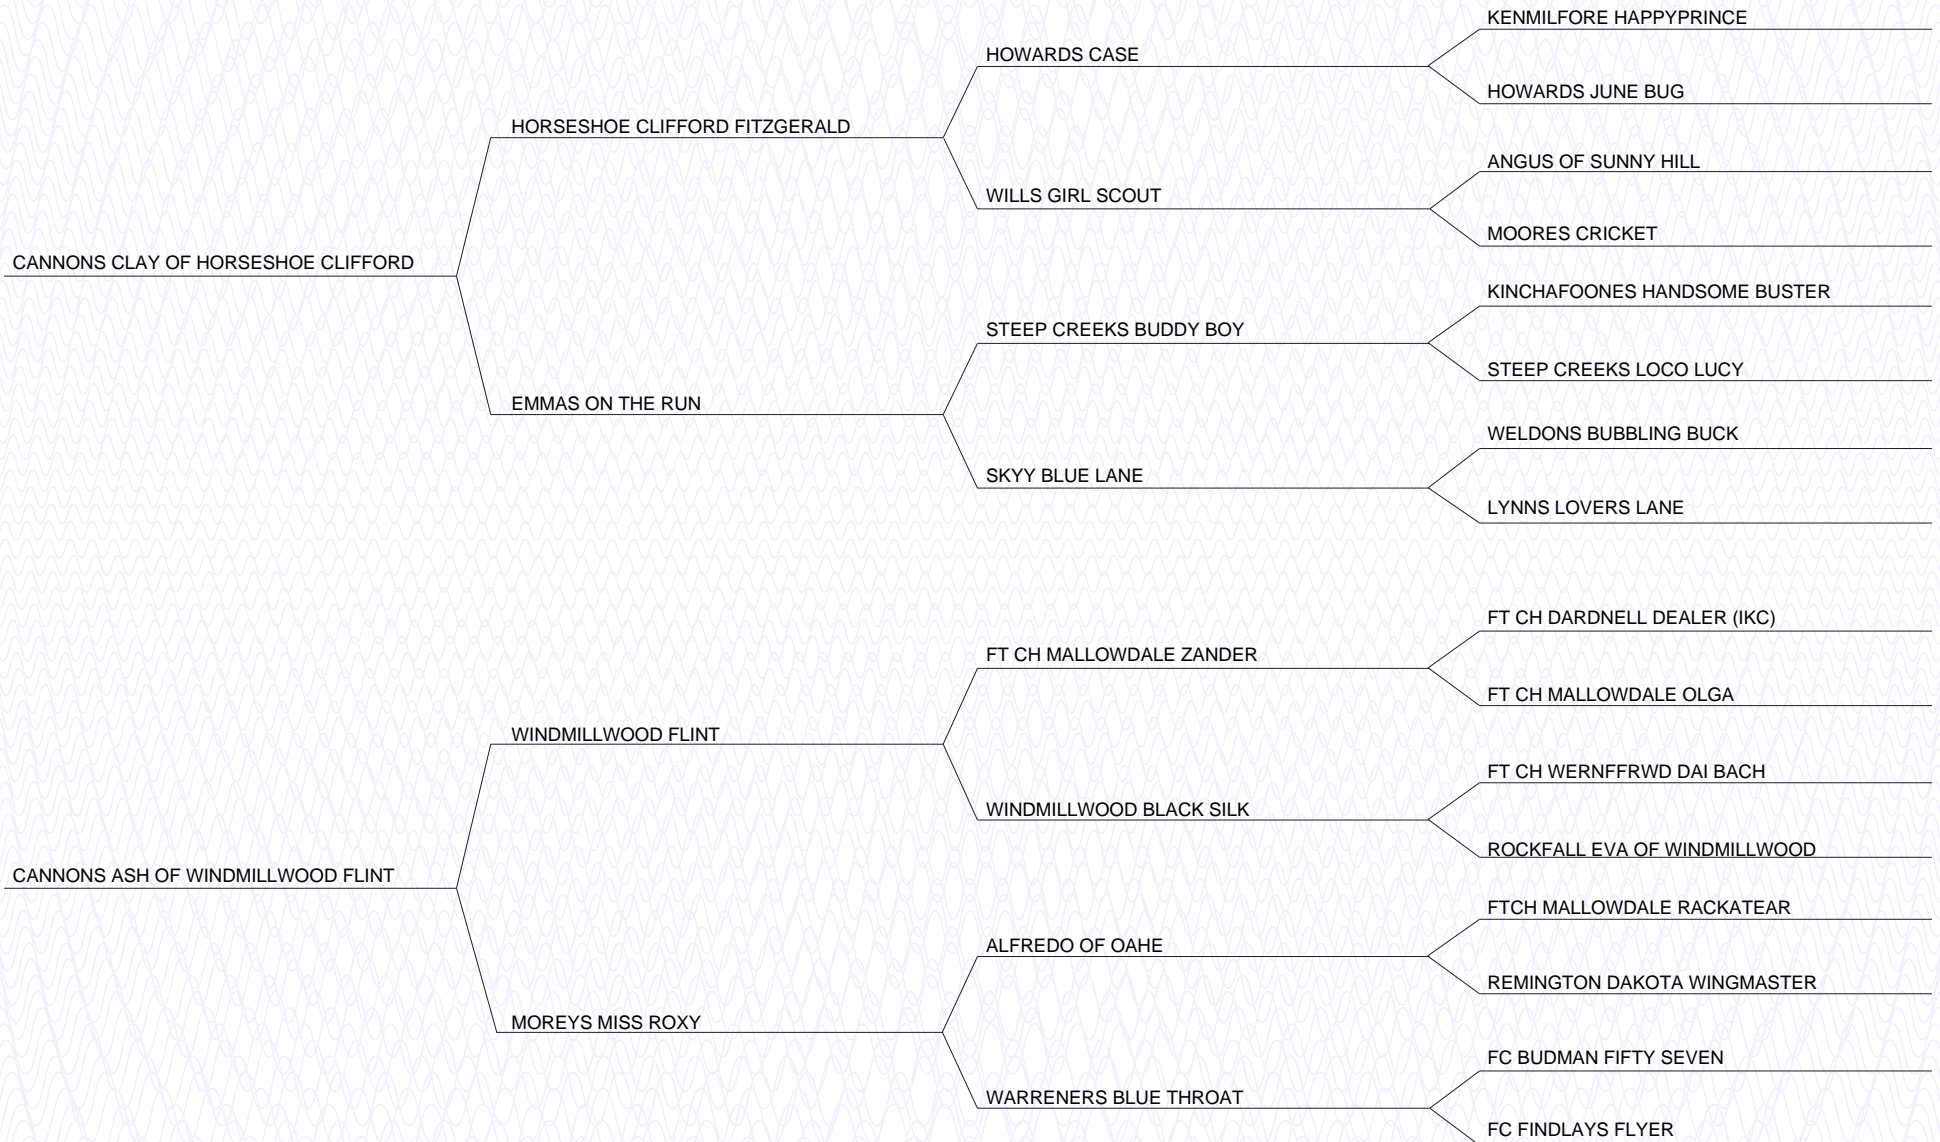 KENMILFORE HAPPYPRINCE
HOWARDS CASE
HOWARDS JUNE BUG
HORSESHOE CLIFFORD FITZGERALD
ANGUS OF SUNNY HILL
WILLS GIRL SCOUT
MOORES CRICKET
CANNONS CLAY OF HORSESHOE CLIFFORD
KINCHAFOONES HANDSOME BUSTER
STEEP CREEKS BUDDY BOY
STEEP CREEKS LOCO LUCY
EMMAS ON THE RUN
WELDONS BUBBLING BUCK
SKYY BLUE LANE
LYNNS LOVERS LANE
FT CH DARDNELL DEALER (IKC)
FT CH MALLOWDALE ZANDER
FT CH MALLOWDALE OLGA
WINDMILLWOOD FLINT
FT CH WERNFFRWD DAI BACH
WINDMILLWOOD BLACK SILK
ROCKFALL EVA OF WINDMILLWOOD
CANNONS ASH OF WINDMILLWOOD FLINT
FTCH MALLOWDALE RACKATEAR
ALFREDO OF OAHE
REMINGTON DAKOTA WINGMASTER
MOREYS MISS ROXY
FC BUDMAN FIFTY SEVEN
WARRENERS BLUE THROAT
FC FINDLAYS FLYER